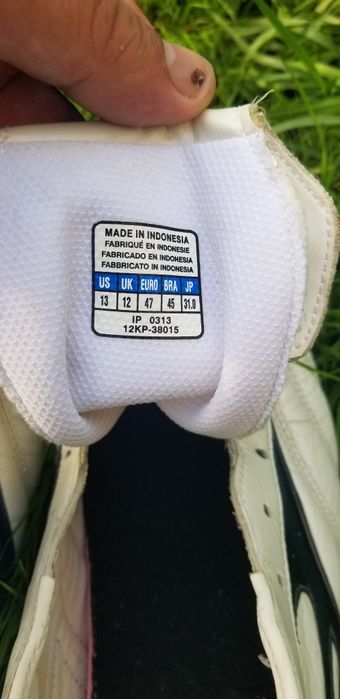 MADE IN INDONESIA
FABRIQUÉ EN INDONESIE
FABRICADO EN INDONESIA
FABBRICATO IN INDONESIA
US UK EURO BRA JP
13 12 47 45 31.0
IP 0313
12KP-38015